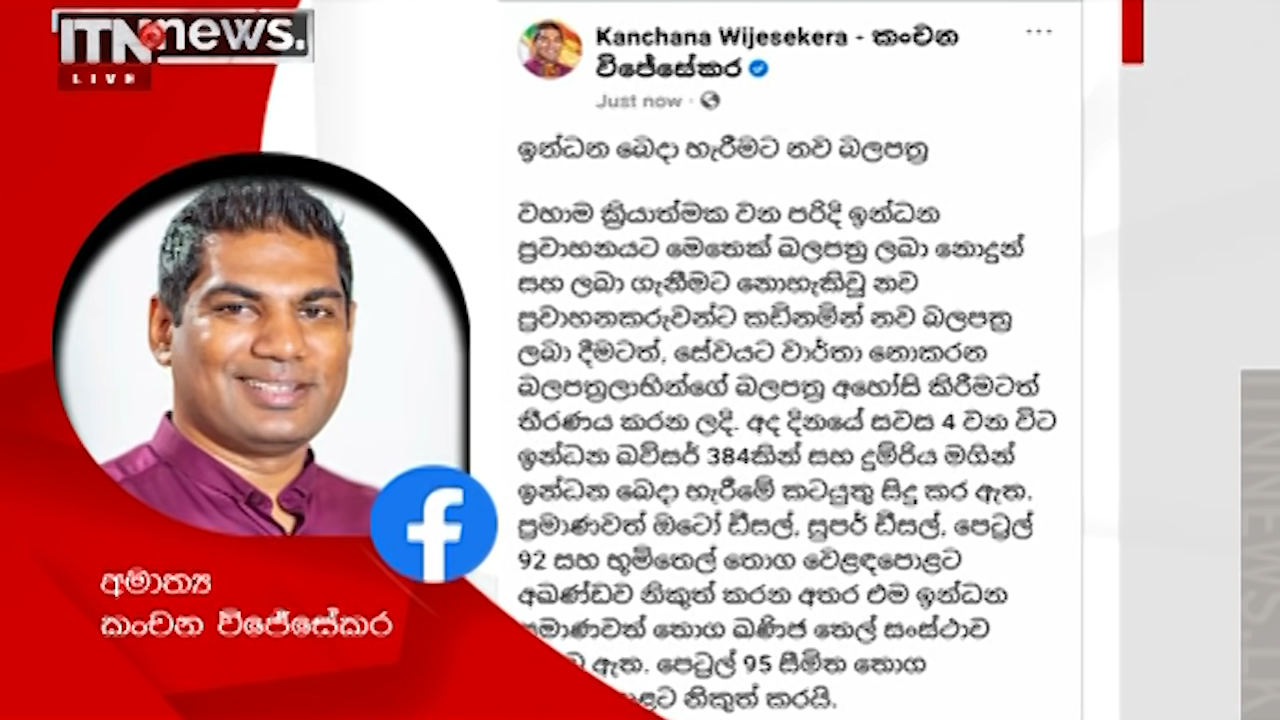 ITN news.
LIVE
Kanchana Wijesekera - කංචන
විජේසේකර
Just now
ඉන්ධන බෙදා හැරීමට නව බලපත්‍ර
වහාම ක්‍රියාත්මක වන පරිදි ඉන්ධන
ප්‍රවාහනයට මෙතෙක් බලපත්‍ර ලබා නොදුන්
සහ ලබා ගැනීමට නොහැකිවූ නව
ප්‍රවාහනකරුවන්ට කඩිනමින් නව බලපත්‍ර
ලබා දීමටත්, සේවයට වාර්තා නොකරන
බලපත්‍රලාභින්ගේ බලපත්‍ර අහෝසි කිරීමටත්
තීරණය කරන ලදි. අද දිනයේ සවස 4 වන විට
ඉන්ධන බව්සර් 384කින් සහ දුම්රිය මගින්
ඉන්ධන බෙදා හැරීමේ කටයුතු සිදු කර ඇත.
ප්‍රමාණවත් ඔටෝ ඩීසල්, සුපර් ඩීසල්, පෙට්‍රල්
92 සහ භූමිතෙල් තොග වෙළඳපොළට
අඛණ්ඩව නිකුත් කරන අතර එම ඉන්ධන
ප්‍රමාණවත් තොග ඛණිජ තෙල් සංස්ථාව
ඇත. පෙට්‍රල් 95 සීමිත තොග
නිකුත් කරයි.
අමාත්‍ය
කංචන විජේසේකර